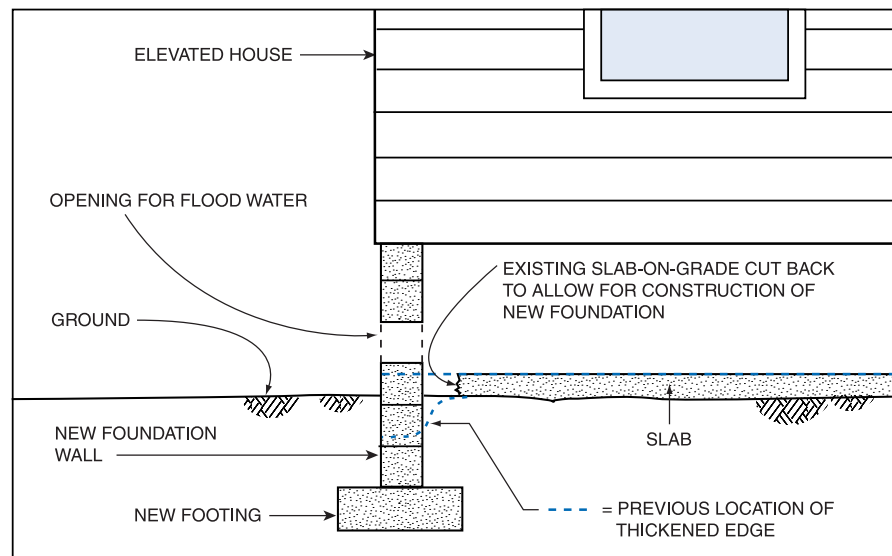 ELEVATED HOUSE
OPENING FOR FLOOD WATER
EXISTING SLAB-ON-GRADE CUT BACK
TO ALLOW FOR CONSTRUCTION OF
NEW FOUNDATION
GROUND
NEW FOUNDATION
WALL
SLAB
NEW FOOTING
= PREVIOUS LOCATION OF
THICKENED EDGE